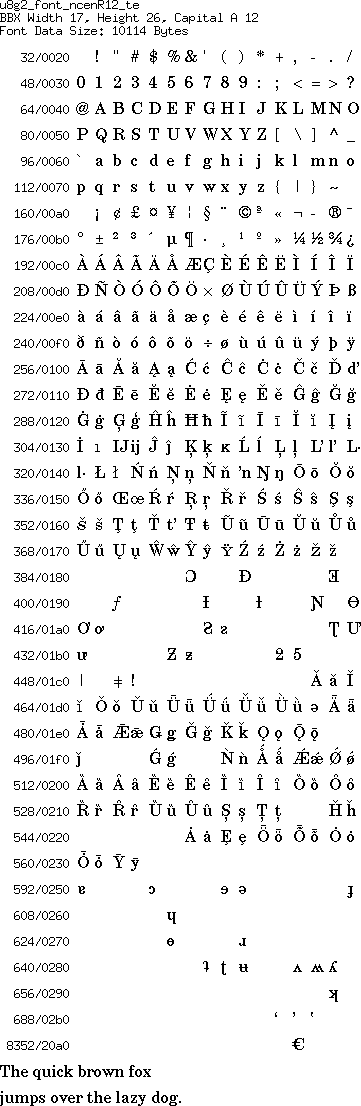 u8g2_font_ncenR12_te
BBX Width 17, Height 26, Capital A 12
Font Data Size: 10114 Bytes
32/0020 ! " # $ % & ' ( ) * + , - . /
48/0030 0 1 2 3 4 5 6 7 8 9 : ; < = > ?
64/0040 @ A B C D E F G H I J K L M N O
80/0050 P Q R S T U V W X Y Z [ \ ] ^ _
96/0060 ` a b c d e f g h i j k l m n o
112/0070 p q r s t u v w x y z { | } ~
160/00a0 ¡ ¢ £ ¤ ¥ ¦ § ¨ © ª « ¬ - ® ¯
176/00b0 ° ± ² ³ ´ µ ¶ · ¸ ¹ º » ¼ ½ ¾ ¿
192/00c0 À Á Â Ã Ä Å Æ Ç È É Ê Ë Ì Í Î Ï
208/00d0 Ð Ñ Ò Ó Ô Õ Ö × Ø Ù Ú Û Ü Ý Þ ß
224/00e0 à á â ã ä å æ ç è é ê ë ì í î ï
240/00f0 ð ñ ò ó ô õ ö ÷ ø ù ú û ü ý þ ÿ
256/0100 Ā ā Ă ă Ą ą Ć ć Ĉ ĉ Ċ ċ Č č Ď ď
272/0110 Đ đ Ē ē Ĕ ĕ Ė ė Ę ę Ě ě Ĝ ĝ Ğ ğ
288/0120 Ġ ġ Ģ ģ Ĥ ĥ Ħ ħ Ĩ ĩ Ī ī Ĭ ĭ Į į
304/0130 İ ı Ĳ ĳ Ĵ ĵ Ķ ķ ĸ Ĺ ĺ Ļ ļ Ľ ľ Ŀ
320/0140 ŀ Ł ł Ń ń Ņ ņ Ň ň ŉ Ŋ ŋ Ō ō Ŏ ŏ
336/0150 Ő ő Œ œ Ŕ ŕ Ŗ ŗ Ř ř Ś ś Ŝ ŝ Ş ş
352/0160 Š š Ţ ţ Ť ť Ŧ ŧ Ũ ũ Ū ū Ŭ ŭ Ů ů
368/0170 Ű ű Ų ų Ŵ ŵ Ŷ ŷ Ÿ Ź ź Ż ż Ž ž
384/0180 Ɔ Ɖ Ǝ
400/0190 ƒ Ɨ ƚ Ɲ Ɵ
416/01a0 Ơ ơ Ƨ ƨ Ʈ Ư
432/01b0 ư Ƶ ƶ 2 5
448/01c0 ǀ ǂ ǃ Ǎ ǎ Ǐ
464/01d0 ǐ Ǒ ǒ Ǔ ǔ Ǖ ǖ Ǘ ǘ Ǚ ǚ Ǜ ǜ ǝ Ǟ ǟ
480/01e0 Ǡ ǡ Ǣ ǣ Ǥ ǥ Ǧ ǧ Ǩ ǩ Ǫ ǫ Ǭ ǭ
496/01f0 ǰ Ǵ ǵ Ǹ ǹ Ǻ ǻ Ǽ ǽ Ǿ ǿ
512/0200 Ȁ ȁ Ȃ ȃ Ȅ ȅ Ȇ ȇ Ȉ ȉ Ȋ ȋ Ȍ ȍ Ȏ ȏ
528/0210 Ȑ ȑ Ȓ ȓ Ȕ ȕ Ȗ ȗ Ș ș Ț ț Ȟ ȟ
544/0220 Ȧ ȧ Ȩ ȩ Ȫ ȫ Ȭ ȭ Ȯ ȯ
560/0230 Ȱ ȱ Ȳ ȳ
592/0250 ɐ ɔ ɘ ə ɟ
608/0260 ɥ
624/0270 ɵ ɹ
640/0280 ʇ ʈ ʉ ʌ ʍ ʎ
656/0290 ʞ
688/02b0 ʻ ʼ ʽ
8352/20a0 €
The quick brown fox
jumps over the lazy dog.